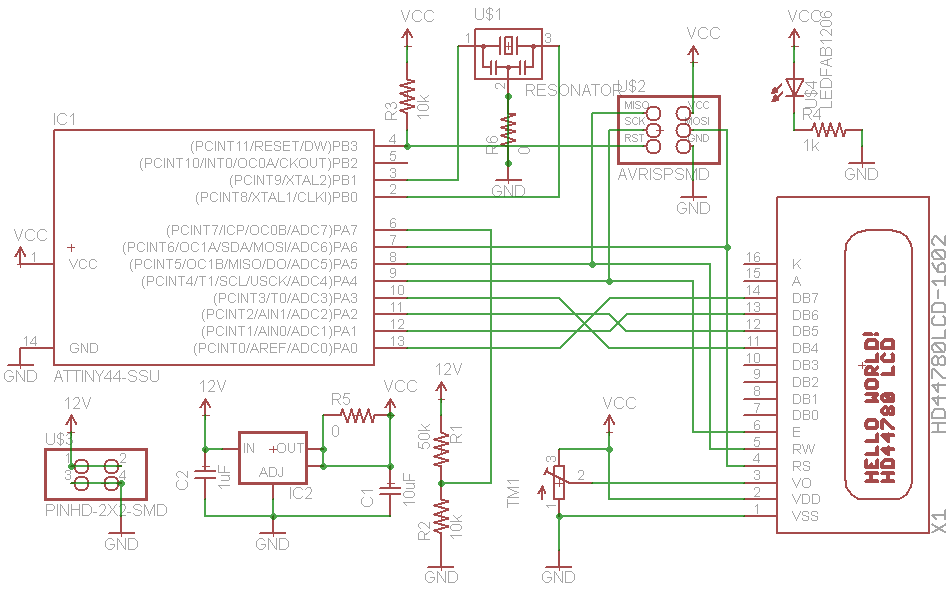 VCC
U$1
VCC
VCC
LEDFAB1206
1
3
2
RESONATOR
R3
10k
R6
0
GND
U$2
MISO
VCC
SCK
MOSI
RST
GND
AVRISPSMD
GND
U$4
R4
1k
GND
IC1
(PCINT11/RESET/DW)PB3
4
(PCINT10/INT0/OC0A/CKOUT)PB2
5
(PCINT9/XTAL2)PB1
3
(PCINT8/XTAL1/CLKI)PB0
2
(PCINT7/ICP/OC0B/ADC7)PA7
6
(PCINT6/OC1A/SDA/MOSI/ADC6)PA6
7
(PCINT5/OC1B/MISO/DO/ADC5)PA5
8
(PCINT4/T1/SCL/USCK/ADC4)PA4
9
(PCINT3/T0/ADC3)PA3
10
(PCINT2/AIN1/ADC2)PA2
11
(PCINT1/AIN0/ADC1)PA1
12
(PCINT0/AREF/ADC0)PA0
13
VCC
1
VCC
14
GND
GND
ATTINY44-SSU
16 K
15 A
14 DB7
13 DB6
12 DB5
11 DB4
10 DB3
9 DB2
8 DB1
7 DB0
6 E
5 RW
4 RS
3 VO
2 VDD
1 VSS
HELLO WORLD!
HD44780 LCD
HD44780LCD-1602
X1
12V
U$3
1
2
3
4
PINHD-2X2-SMD
GND
12V
IN
OUT
ADJ
IC2
C2
1uF
GND
R5
0
VCC
C1
10uF
12V
50k
R1
R2
10k
GND
VCC
TM1
3
2
1
GND